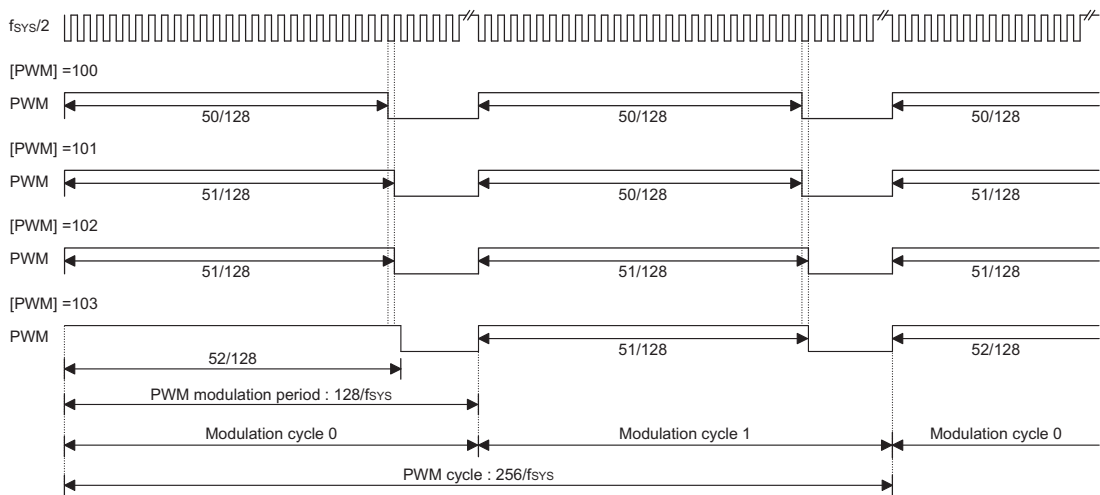 fSYS/2
[PWM] =100
PWM
50/128
50/128
50/128
[PWM] =101
PWM
51/128
50/128
51/128
[PWM] =102
PWM
51/128
51/128
51/128
[PWM] =103
PWM
52/128
51/128
52/128
PWM modulation period : 128/fSYS
Modulation cycle 0
Modulation cycle 1
Modulation cycle 0
PWM cycle : 256/fSYS